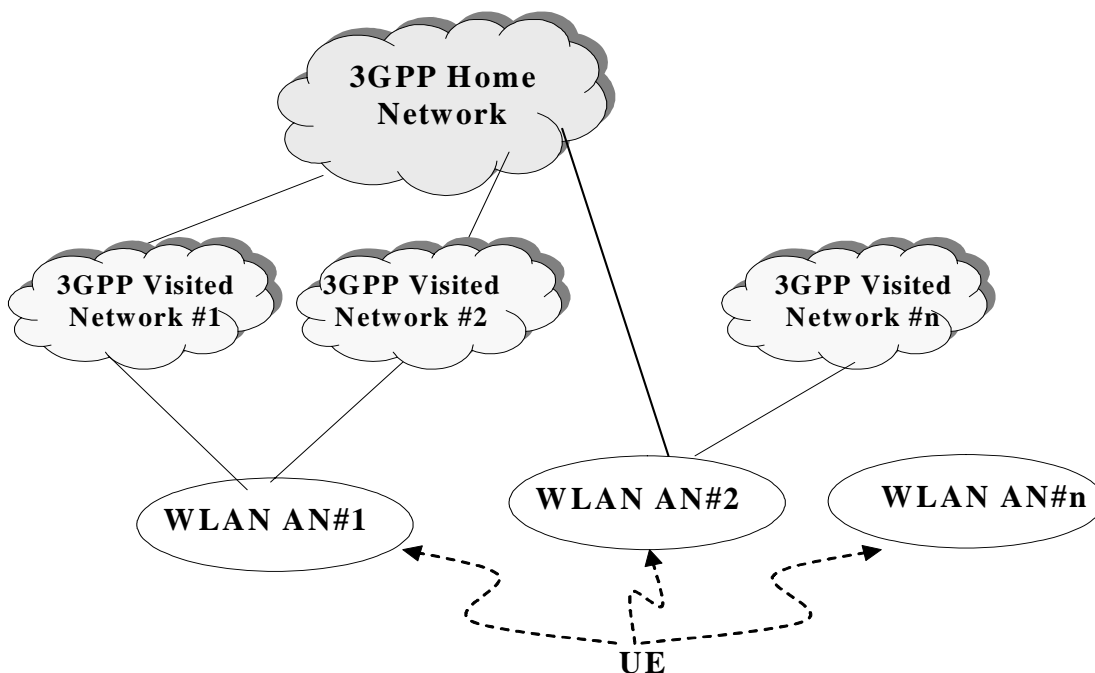 3GPP Home
Network
3GPP Visited
Network #1
3GPP Visited
Network #2
3GPP Visited
Network #n
WLAN AN#1
WLAN AN#2
WLAN AN#n
UE